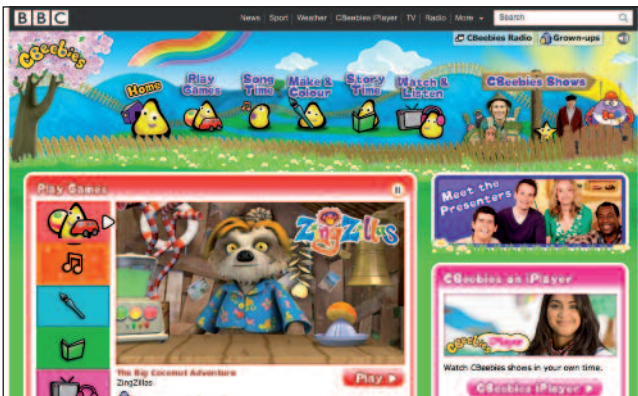 BBC News Sport Weather CBeebies iPlayer TV Radio More Search
CBeebies
CBeebies Radio Grown-ups
Home Play Games Song Time Make & Colour Story Time Watch & Listen CBeebies Shows
Play Games
Meet the Presenters
ZingZillas
CBeebies on iPlayer
CBeebies iPlayer
The Big Coconut Adventure
ZingZillas
Play
Watch CBeebies shows in your own time.
CBeebies iPlayer